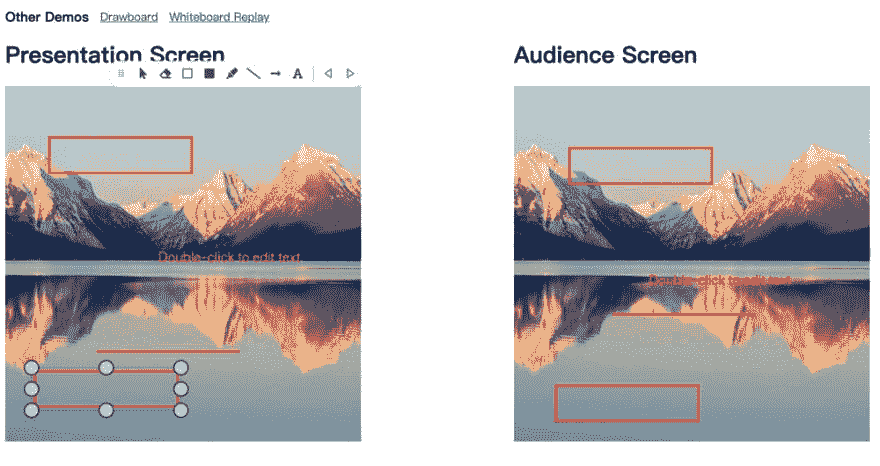 Other Demos Drawboard Whiteboard Replay
Presentation Screen
Audience Screen
A
Double-click to edit text
Double-click to edit text